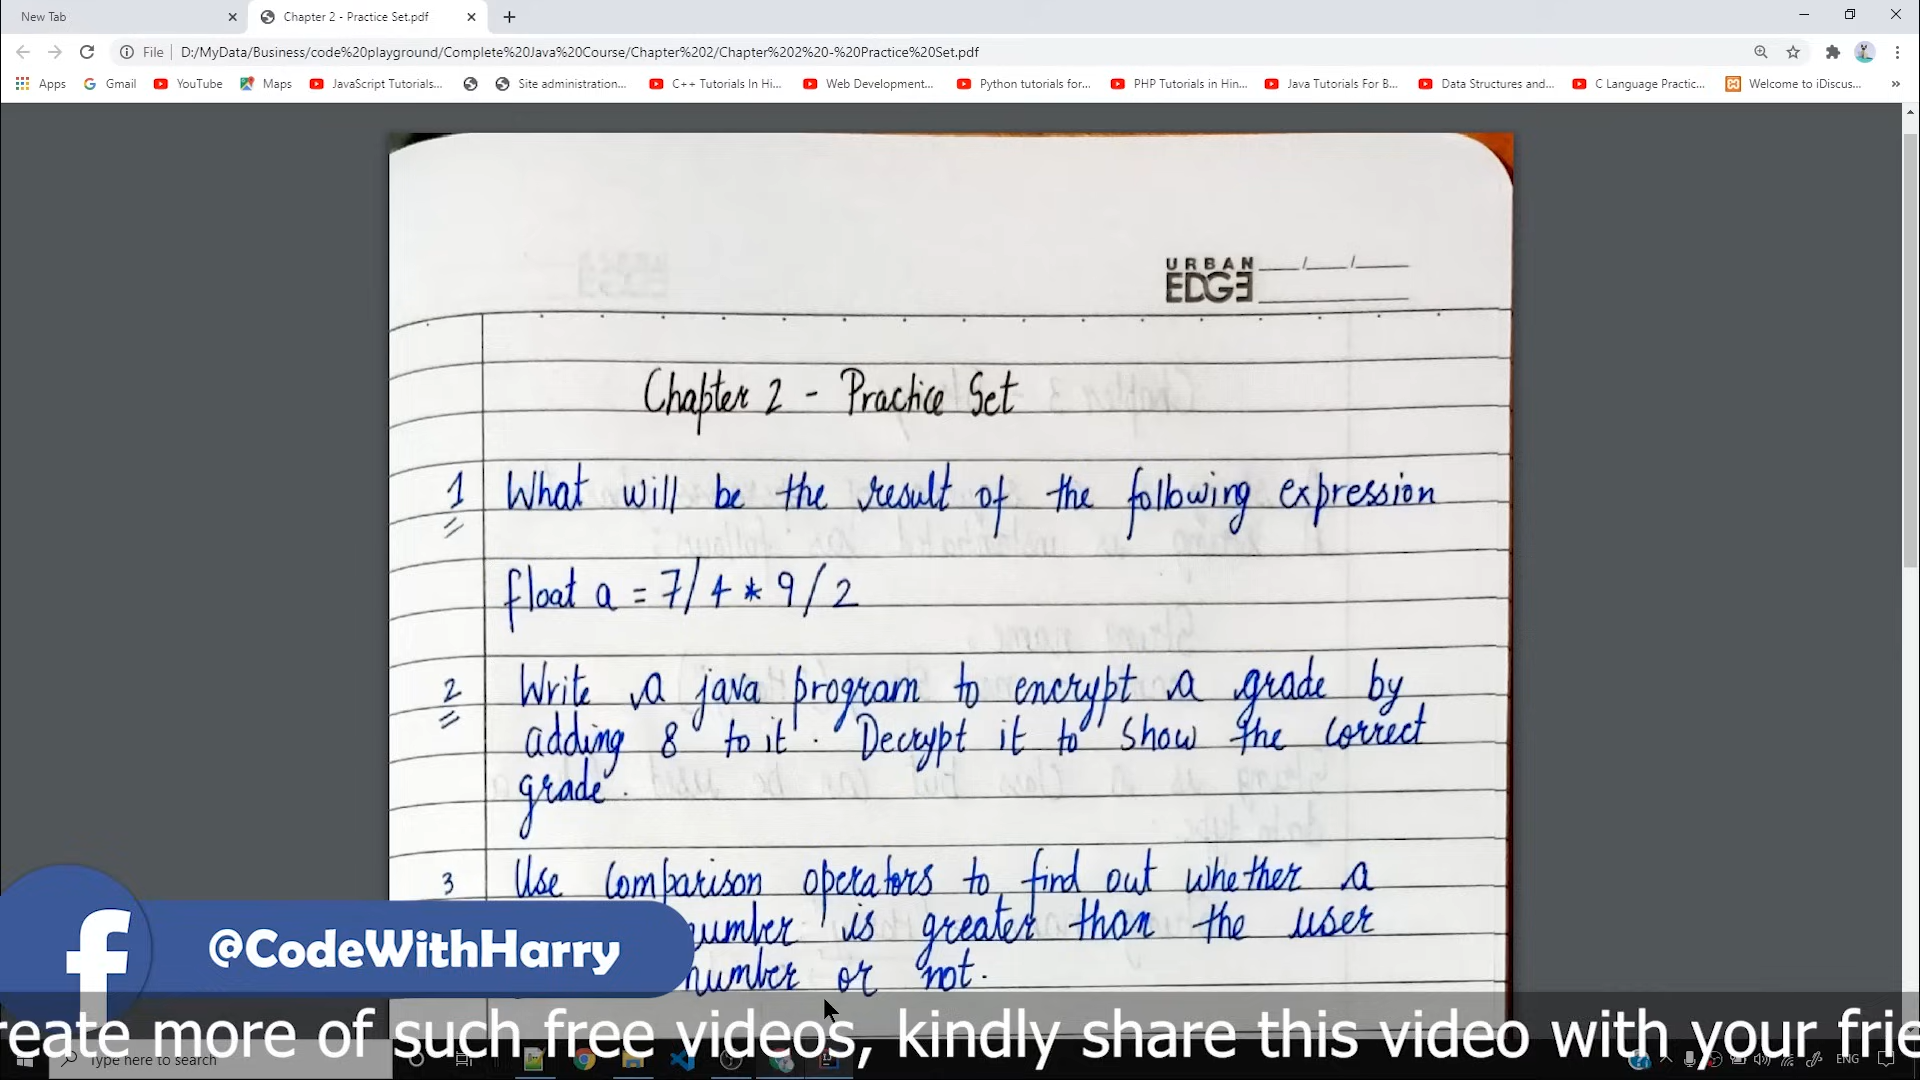 New Tab
Chapter 2 - Practice Set.pdf
File D:/MyData/Business/code%20playground/Complete%20Java%20Course/Chapter%202/Chapter%202%20-%20Practice%20Set.pdf
Apps Gmail YouTube Maps JavaScript Tutorials... Site administration... C++ Tutorials In Hi... Web Development... Python tutorials for... PHP Tutorials in Hin... Java Tutorials For B... Data Structures and... C Language Practic... Welcome to iDiscus... »
URBAN
EDGE
Chapter 2 - Practice Set
1 What will be the result of the following expression
float a = 7/4 * 9/2
2 Write a java program to encrypt a grade by
adding 8 to it. Decrypt it to show the correct
grade.
3 Use comparison operators to find out whether a
number is greater than the user
number or not.
@CodeWithHarry
reate more of such free videos, kindly share this video with your frie
Type here to search
ENG